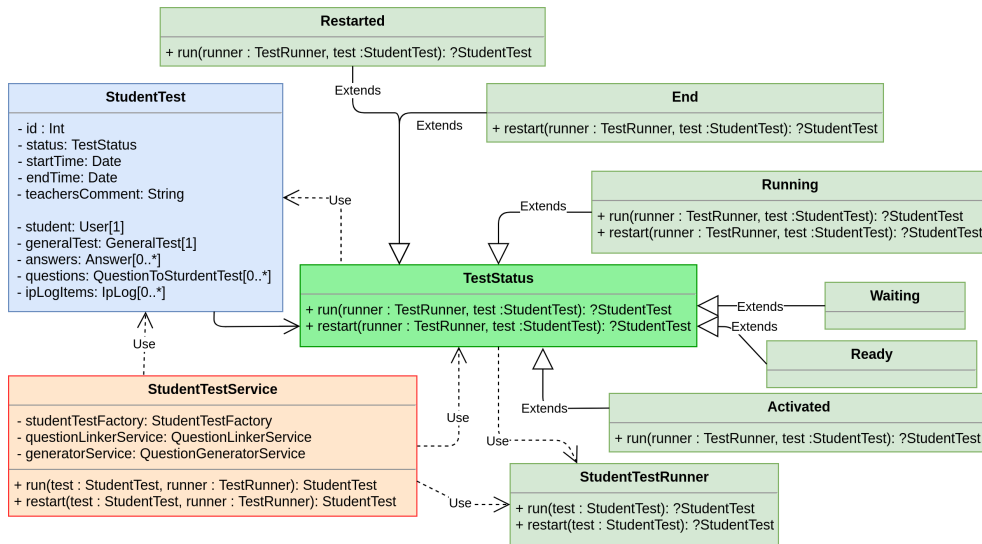 Restarted
+ run(runner : TestRunner, test :StudentTest): ?StudentTest
Extends
StudentTest
- id : Int
- status: TestStatus
- startTime: Date
- endTime: Date
- teachersComment: String
- student: User[1]
- generalTest: GeneralTest[1]
- answers: Answer[0..*]
- questions: QuestionToSturdentTest[0..*]
- ipLogItems: IpLog[0..*]
End
+ restart(runner : TestRunner, test :StudentTest): ?StudentTest
Extends
Running
+ run(runner : TestRunner, test :StudentTest): ?StudentTest
+ restart(runner : TestRunner, test :StudentTest): ?StudentTest
Extends
Use
TestStatus
+ run(runner : TestRunner, test :StudentTest): ?StudentTest
+ restart(runner : TestRunner, test :StudentTest): ?StudentTest
Waiting
Extends
Extends
Ready
Use
StudentTestService
- studentTestFactory: StudentTestFactory
- questionLinkerService: QuestionLinkerService
- generatorService: QuestionGeneratorService
+ run(test : StudentTest, runner : TestRunner): StudentTest
+ restart(test : StudentTest, runner : TestRunner): StudentTest
Use
Use
Use
Extends
Activated
+ run(runner : TestRunner, test :StudentTest): ?StudentTest
StudentTestRunner
+ run(test : StudentTest): ?StudentTest
+ restart(test : StudentTest): ?StudentTest